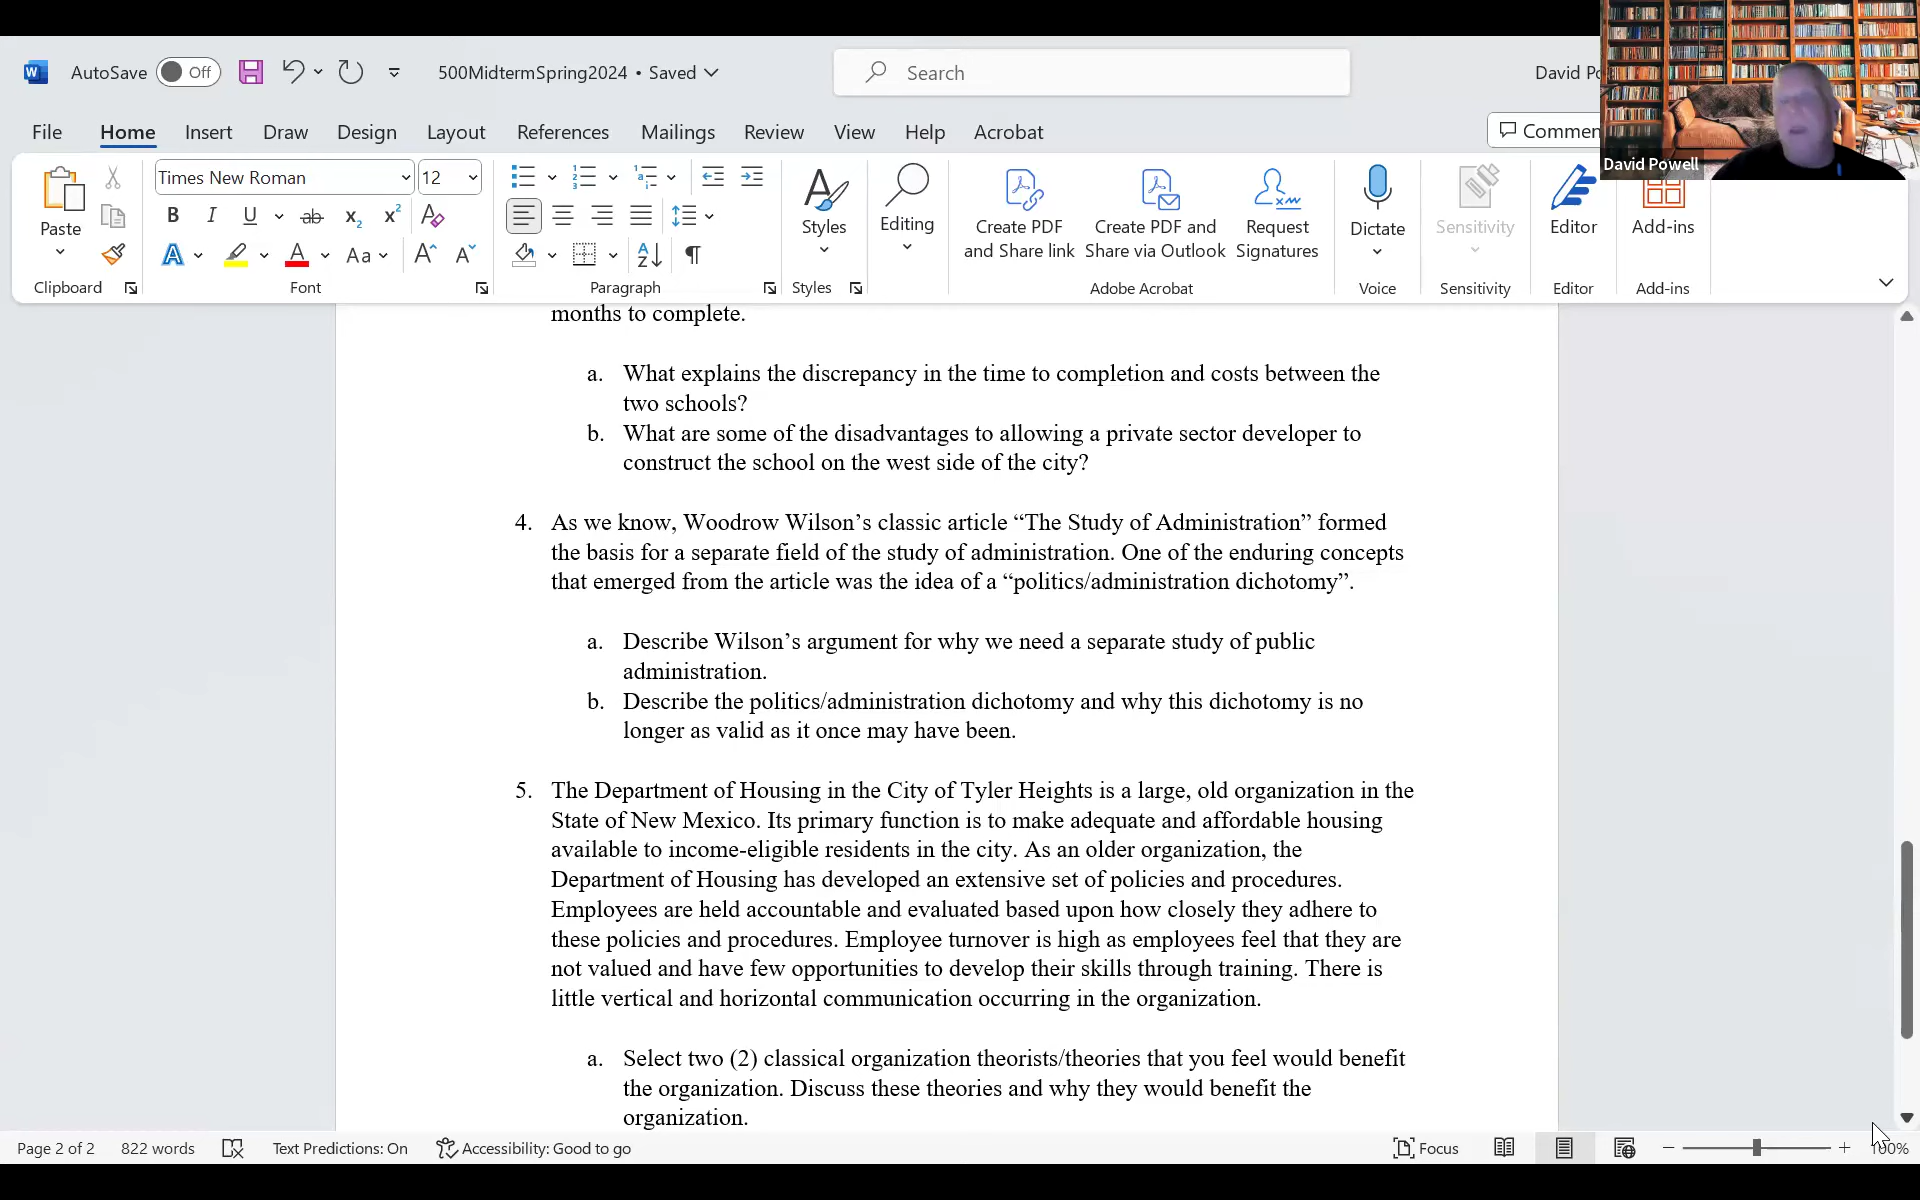 AutoSave Off 500MidtermSpring2024 • Saved Search David Po
File Home Insert Draw Design Layout References Mailings Review View Help Acrobat Commen
David Powell
Times New Roman 12
Paste
Styles
Editing
Create PDF and Share link
Create PDF and Share via Outlook
Request Signatures
Dictate
Sensitivity
Editor
Add-ins
Clipboard Font Paragraph Styles Adobe Acrobat Voice Sensitivity Editor Add-ins
months to complete.
a. What explains the discrepancy in the time to completion and costs between the
two schools?
b. What are some of the disadvantages to allowing a private sector developer to
construct the school on the west side of the city?
4. As we know, Woodrow Wilson’s classic article “The Study of Administration” formed
the basis for a separate field of the study of administration. One of the enduring concepts
that emerged from the article was the idea of a “politics/administration dichotomy”.
a. Describe Wilson’s argument for why we need a separate study of public
administration.
b. Describe the politics/administration dichotomy and why this dichotomy is no
longer as valid as it once may have been.
5. The Department of Housing in the City of Tyler Heights is a large, old organization in the
State of New Mexico. Its primary function is to make adequate and affordable housing
available to income-eligible residents in the city. As an older organization, the
Department of Housing has developed an extensive set of policies and procedures.
Employees are held accountable and evaluated based upon how closely they adhere to
these policies and procedures. Employee turnover is high as employees feel that they are
not valued and have few opportunities to develop their skills through training. There is
little vertical and horizontal communication occurring in the organization.
a. Select two (2) classical organization theorists/theories that you feel would benefit
the organization. Discuss these theories and why they would benefit the
organization.
Page 2 of 2 822 words Text Predictions: On Accessibility: Good to go Focus 100%